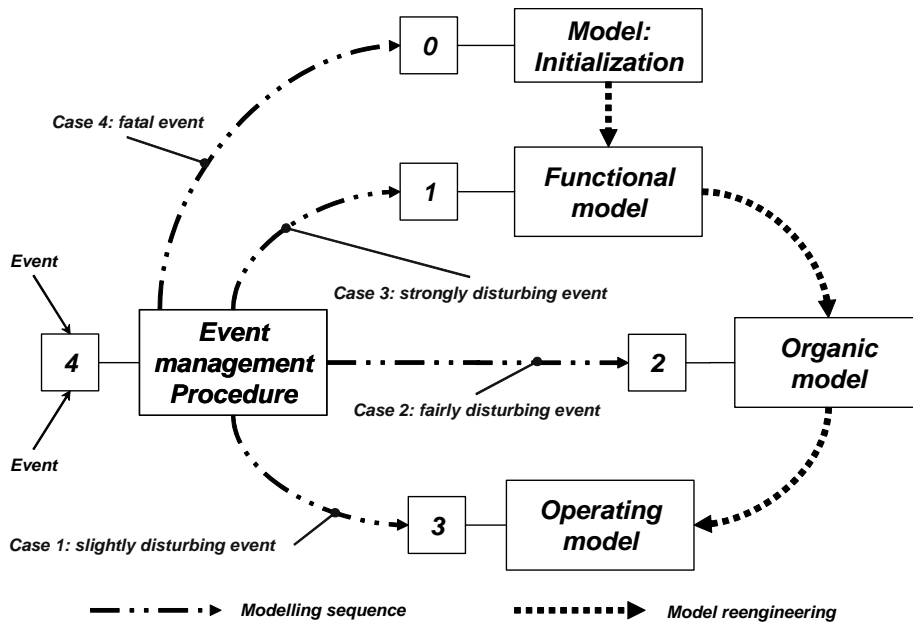 0
Model:
Initialization
Case 4: fatal event
1
Functional
model
Event
Case 3: strongly disturbing event
4
Event
management
Procedure
2
Organic
model
Case 2: fairly disturbing event
Event
3
Operating
model
Case 1: slightly disturbing event
Modelling sequence
Model reengineering